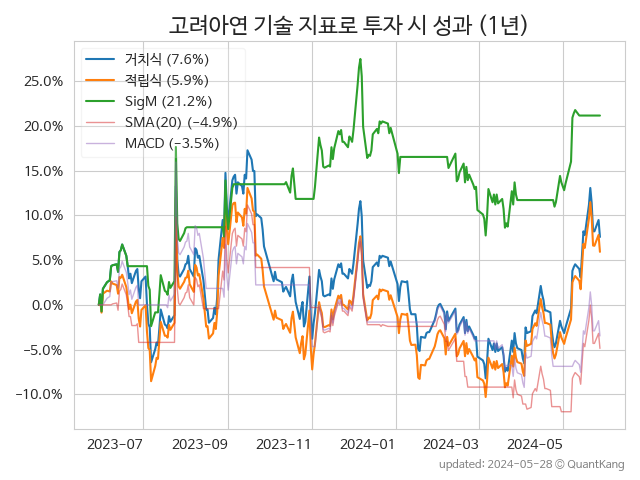 고려아연 기술 지표로 투자 시 성과 (1년)
거치식 (7.6%)
적립식 (5.9%)
SigM (21.2%)
SMA(20) (−4.9%)
MACD (−3.5%)
25.0%
20.0%
15.0%
10.0%
5.0%
0.0%
−5.0%
−10.0%
2023−07 2023−09 2023−11 2024−01 2024−03 2024−05
updated: 2024-05-28 © QuantKang